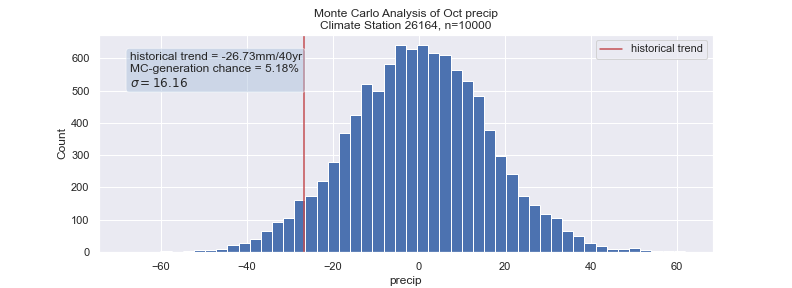 Monte Carlo Analysis of Oct precip
Climate Station 26164, n=10000
historical trend = -26.73mm/40yr
MC-generation chance = 5.18%
σ = 16.16
historical trend
600
500
400
300
200
100
0
Count
−60
−40
−20
0
20
40
60
precip